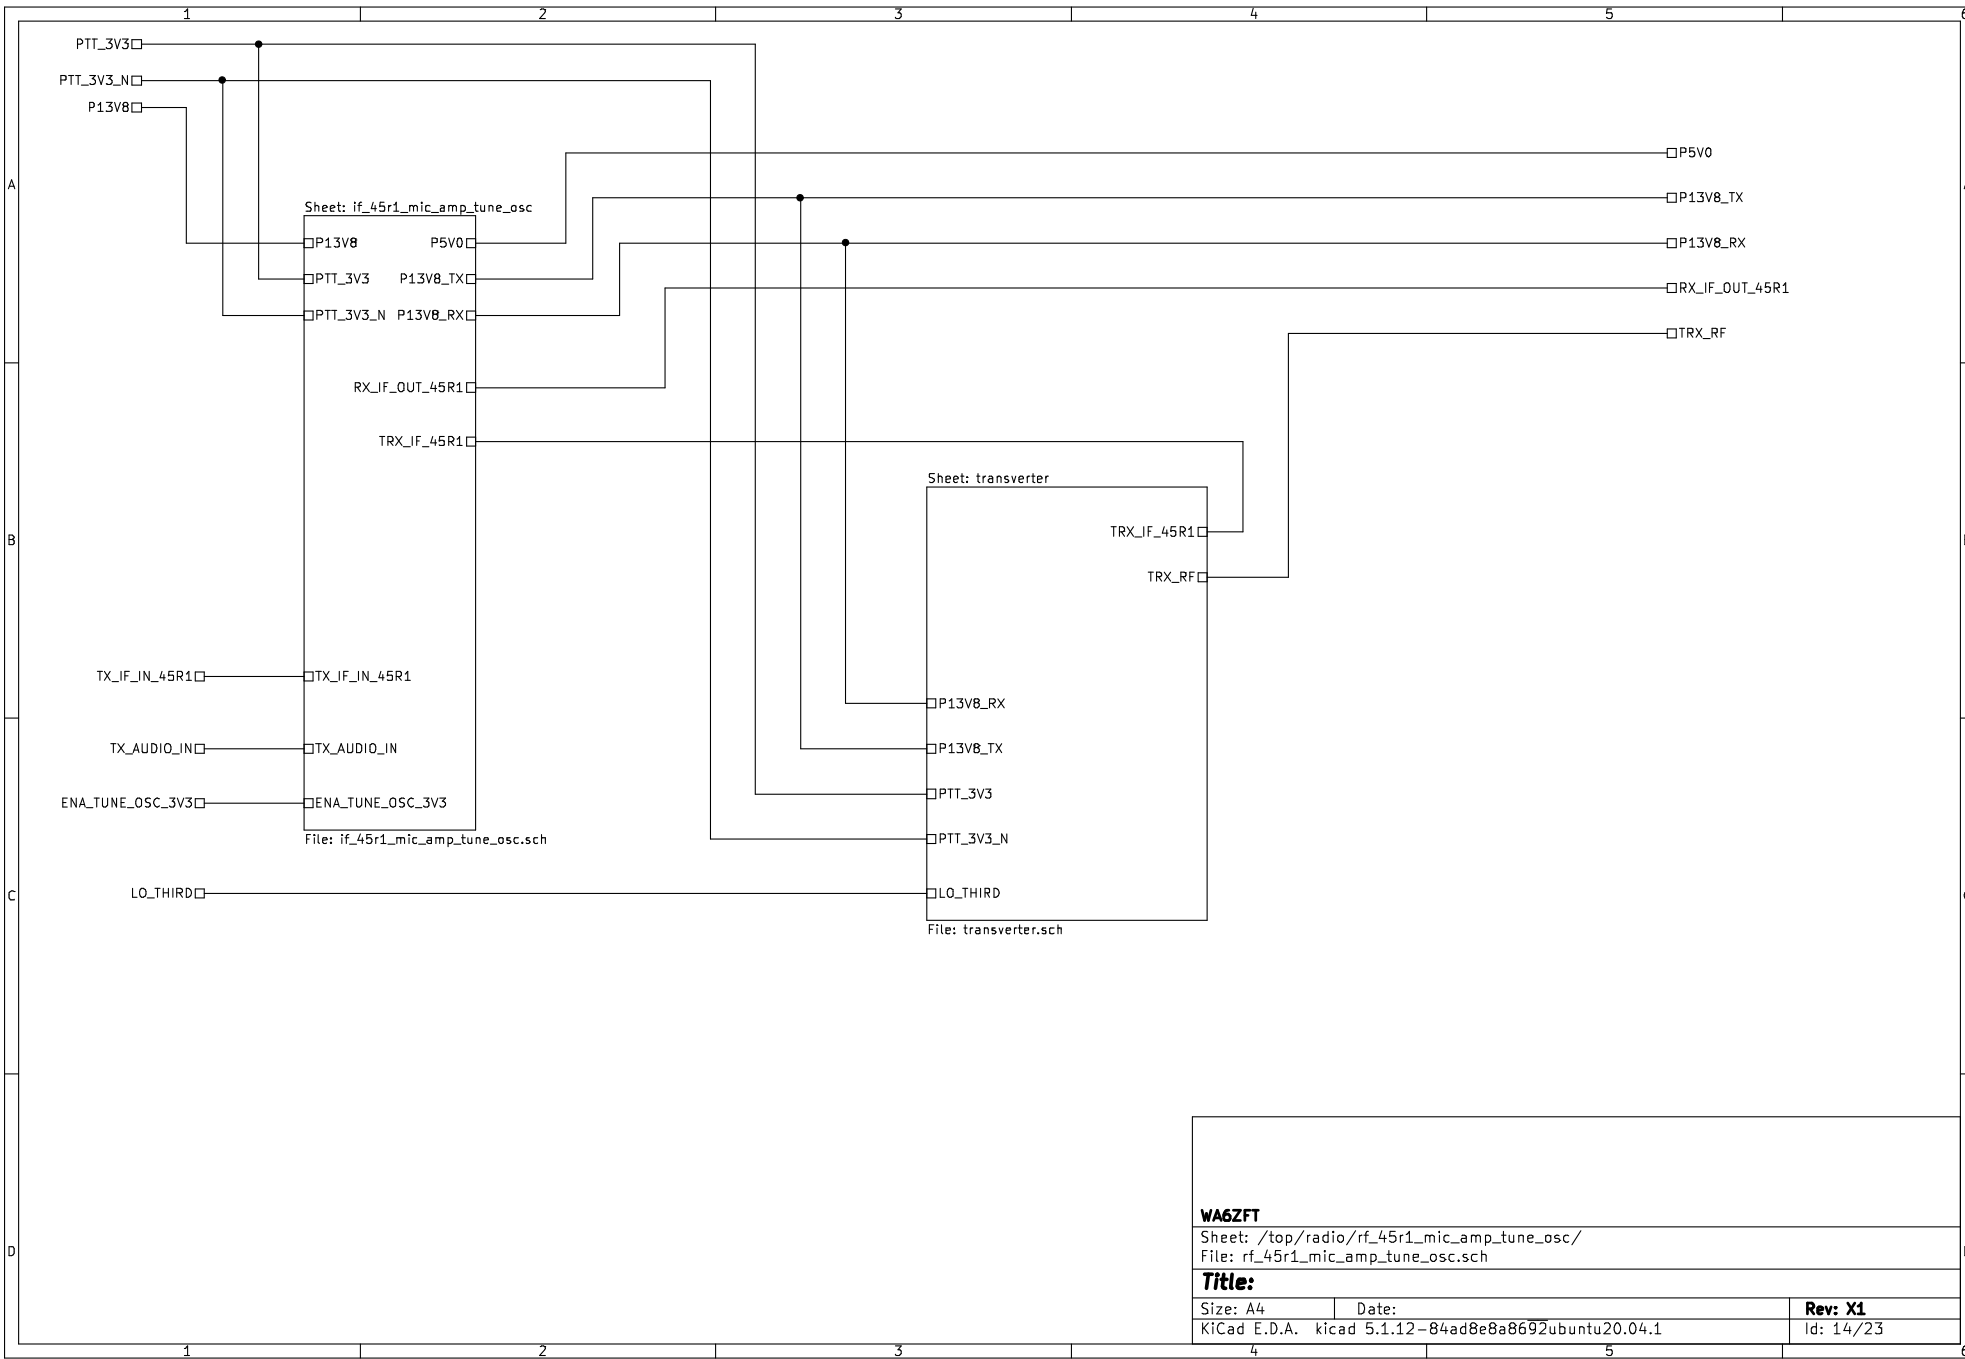 1 2 3 4 5 6
PTT_3V3
PTT_3V3_N
P13V8
P5V0
A
P13V8_TX
Sheet: if_45r1_mic_amp_tune_osc
P13V8 P5V0
P13V8_RX
PTT_3V3 P13V8_TX
RX_IF_OUT_45R1
PTT_3V3_N P13V8_RX
TRX_RF
RX_IF_OUT_45R1
TRX_IF_45R1
Sheet: transverter
TRX_IF_45R1
B
TRX_RF
TX_IF_IN_45R1 TX_IF_IN_45R1
P13V8_RX
TX_AUDIO_IN TX_AUDIO_IN
P13V8_TX
PTT_3V3
ENA_TUNE_OSC_3V3 ENA_TUNE_OSC_3V3
File: if_45r1_mic_amp_tune_osc.sch
PTT_3V3_N
C
LO_THIRD LO_THIRD
File: transverter.sch
WA6ZFT
D
Sheet: /top/radio/rf_45r1_mic_amp_tune_osc/
File: rf_45r1_mic_amp_tune_osc.sch
Title:
Size: A4 Date: Rev: X1
KiCad E.D.A. kicad 5.1.12-84ad8e8a8692ubuntu20.04.1 Id: 14/23
1 2 3 4 5 6